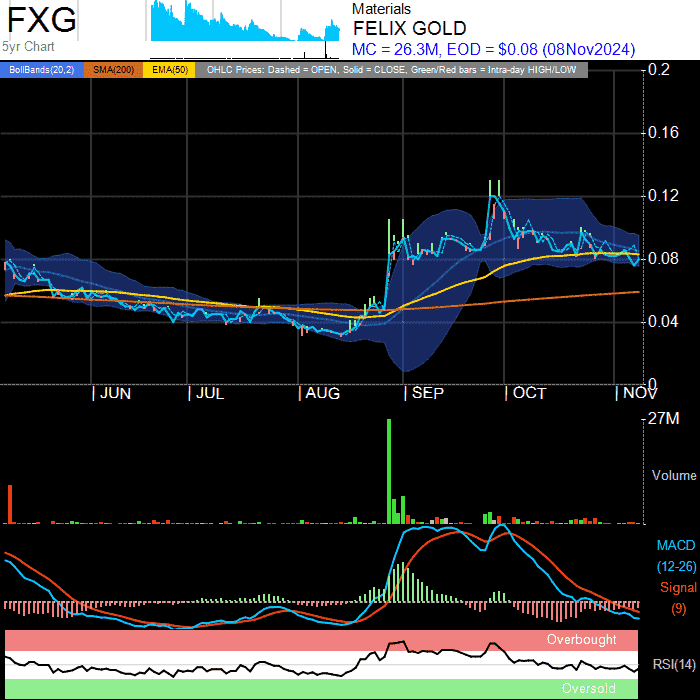 FXG
5yr Chart
Materials
FELIX GOLD
MC = 26.3M, EOD = $0.08 (08Nov2024)
BollBands(20,2) SMA(200) EMA(50) OHLC Prices: Dashed = OPEN, Solid = CLOSE, Green/Red bars = Intra-day HIGH/LOW
0.2
0.16
0.12
0.08
0.04
0
JUN JUL AUG SEP OCT NOV
27M
Volume
MACD
(12-26)
Signal
(9)
Overbought
RSI(14)
Oversold